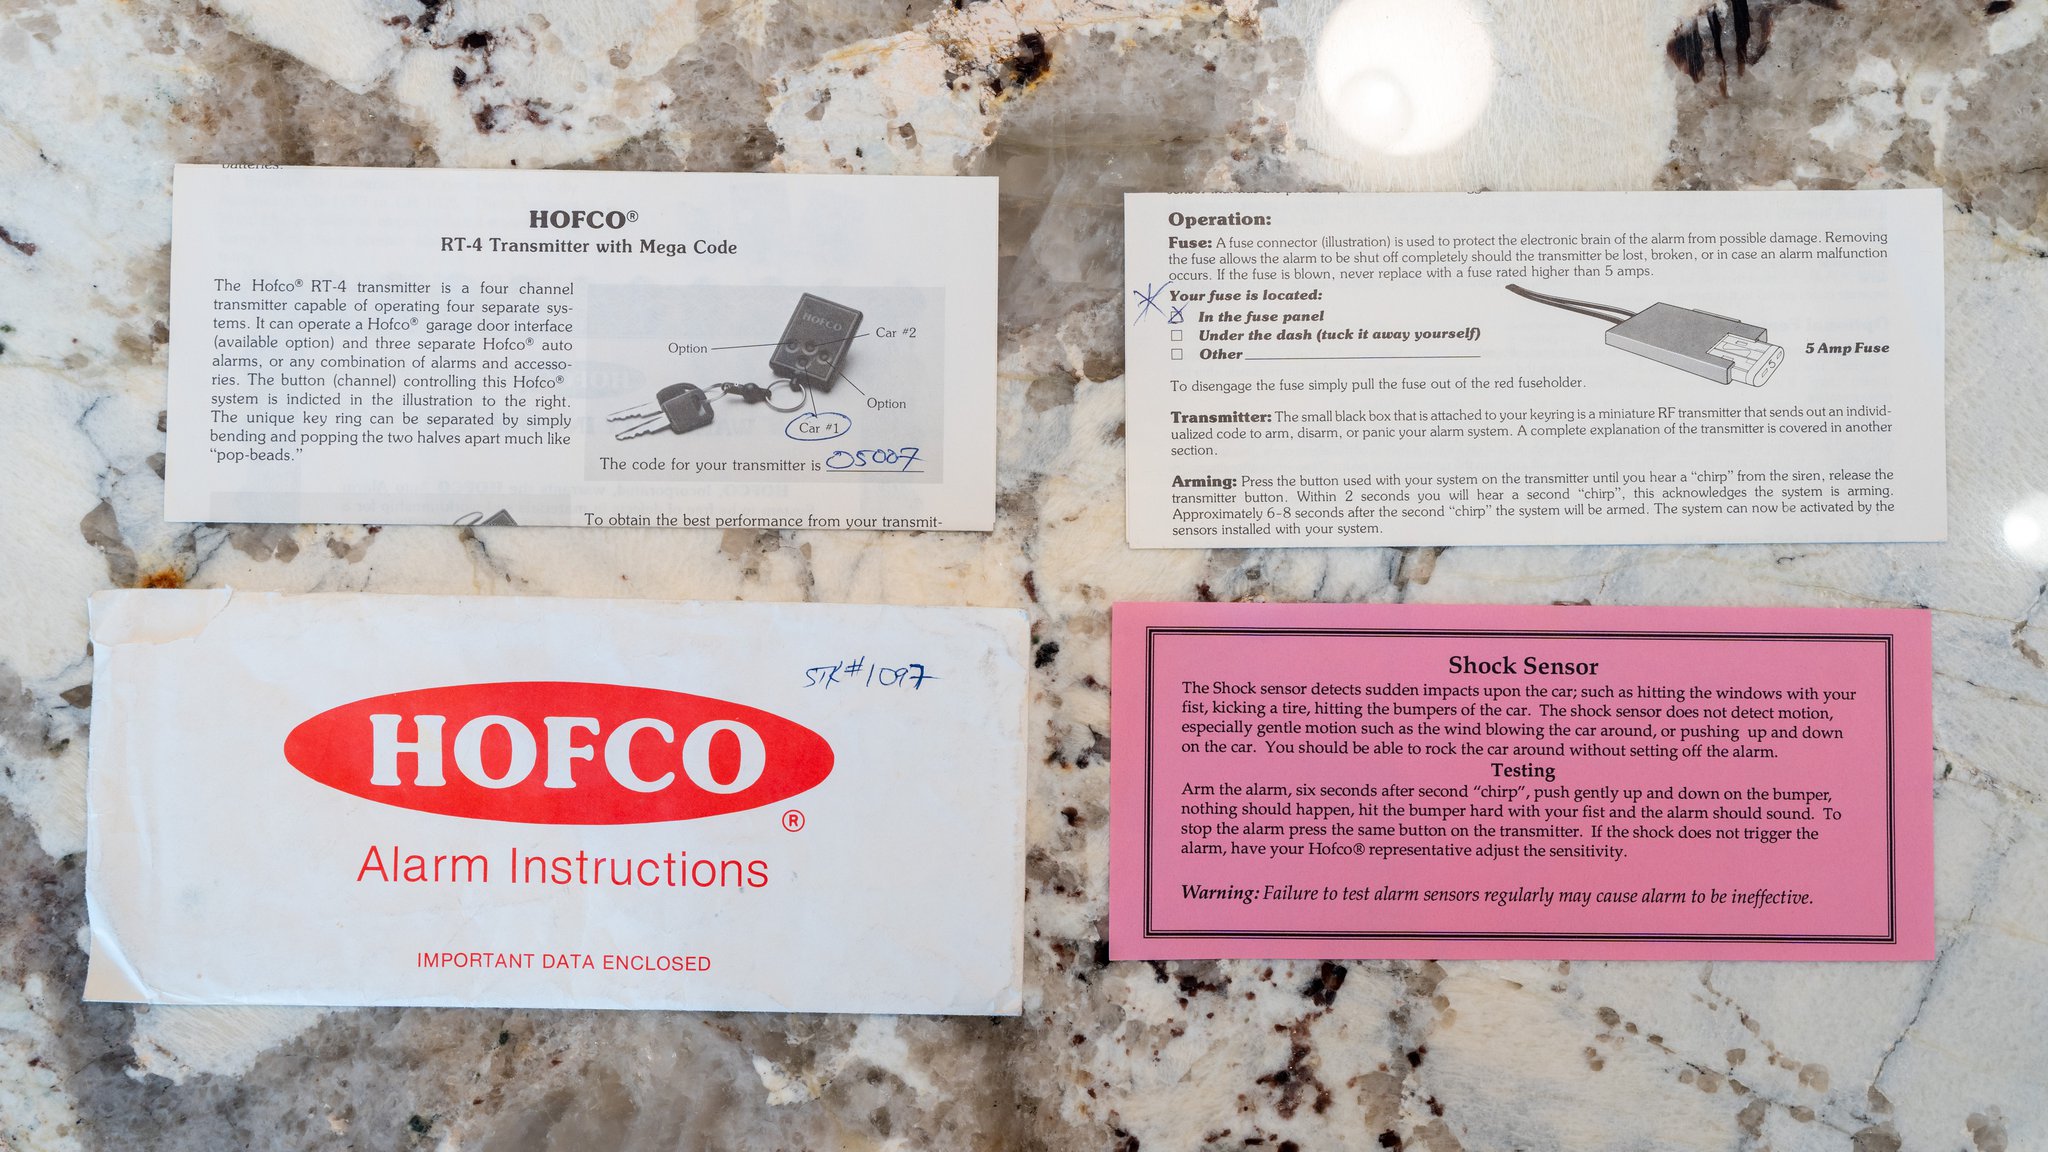 batteries.
HOFCO®
RT-4 Transmitter with Mega Code
The Hofco® RT-4 transmitter is a four channel
transmitter capable of operating four separate sys-
tems. It can operate a Hofco® garage door interface
(available option) and three separate Hofco® auto
alarms, or any combination of alarms and accesso-
ries. The button (channel) controlling this Hofco®
system is indicted in the illustration to the right.
The unique key ring can be separated by simply
bending and popping the two halves apart much like
"pop-beads."
HOFCO
Car #2
Option
Option
Car #1
The code for your transmitter is 05007
To obtain the best performance from your transmit-
Operation:
Fuse: A fuse connector (illustration) is used to protect the electronic brain of the alarm from possible damage. Removing
the fuse allows the alarm to be shut off completely should the transmitter be lost, broken, or in case an alarm malfunction
occurs. If the fuse is blown, never replace with a fuse rated higher than 5 amps.
Your fuse is located:
In the fuse panel
Under the dash (tuck it away yourself)
Other
5 Amp Fuse
To disengage the fuse simply pull the fuse out of the red fuseholder.
Transmitter: The small black box that is attached to your keyring is a miniature RF transmitter that sends out an individ-
ualized code to arm, disarm, or panic your alarm system. A complete explanation of the transmitter is covered in another
section.
Arming: Press the button used with your system on the transmitter until you hear a "chirp" from the siren, release the
transmitter button. Within 2 seconds you will hear a second "chirp", this acknowledges the system is arming.
Approximately 6-8 seconds after the second "chirp" the system will be armed. The system can now be activated by the
sensors installed with your system.
STK#1097
HOFCO®
Alarm Instructions
IMPORTANT DATA ENCLOSED
Shock Sensor
The Shock sensor detects sudden impacts upon the car; such as hitting the windows with your
fist, kicking a tire, hitting the bumpers of the car. The shock sensor does not detect motion,
especially gentle motion such as the wind blowing the car around, or pushing up and down
on the car. You should be able to rock the car around without setting off the alarm.
Testing
Arm the alarm, six seconds after second "chirp", push gently up and down on the bumper,
nothing should happen, hit the bumper hard with your fist and the alarm should sound. To
stop the alarm press the same button on the transmitter. If the shock does not trigger the
alarm, have your Hofco® representative adjust the sensitivity.
Warning: Failure to test alarm sensors regularly may cause alarm to be ineffective.